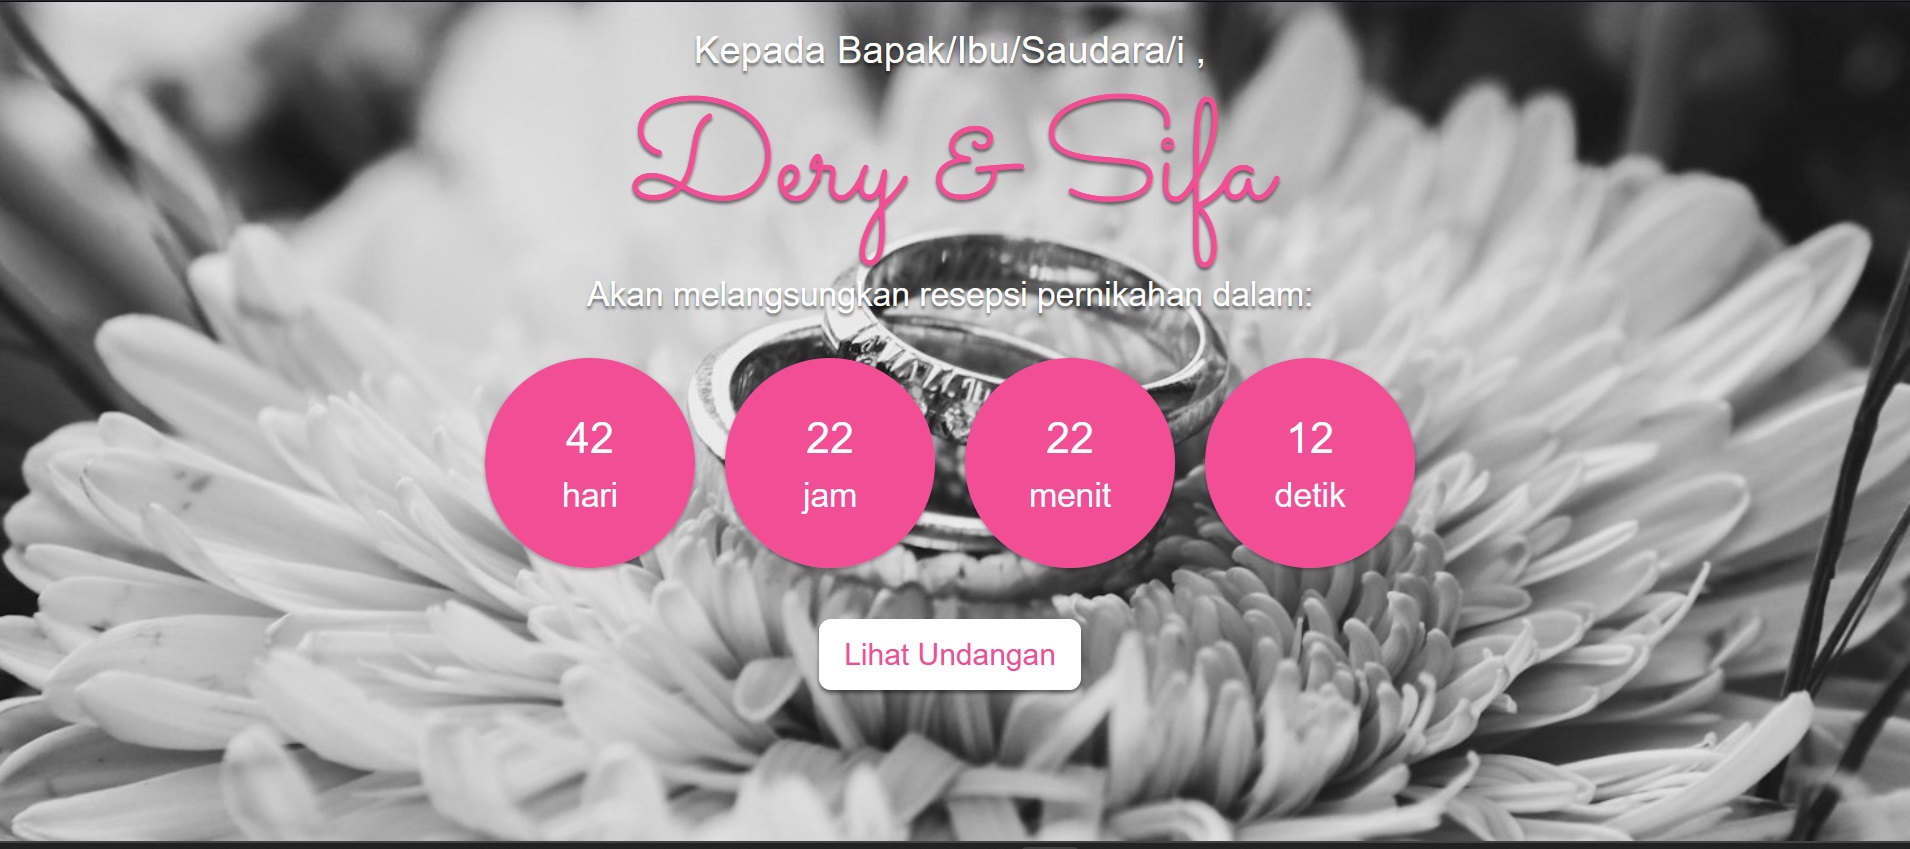 Kepada Bapak/Ibu/Saudara/i ,
Dery & Sifa
Akan melangsungkan resepsi pernikahan dalam:
42
hari
22
jam
22
menit
12
detik
Lihat Undangan